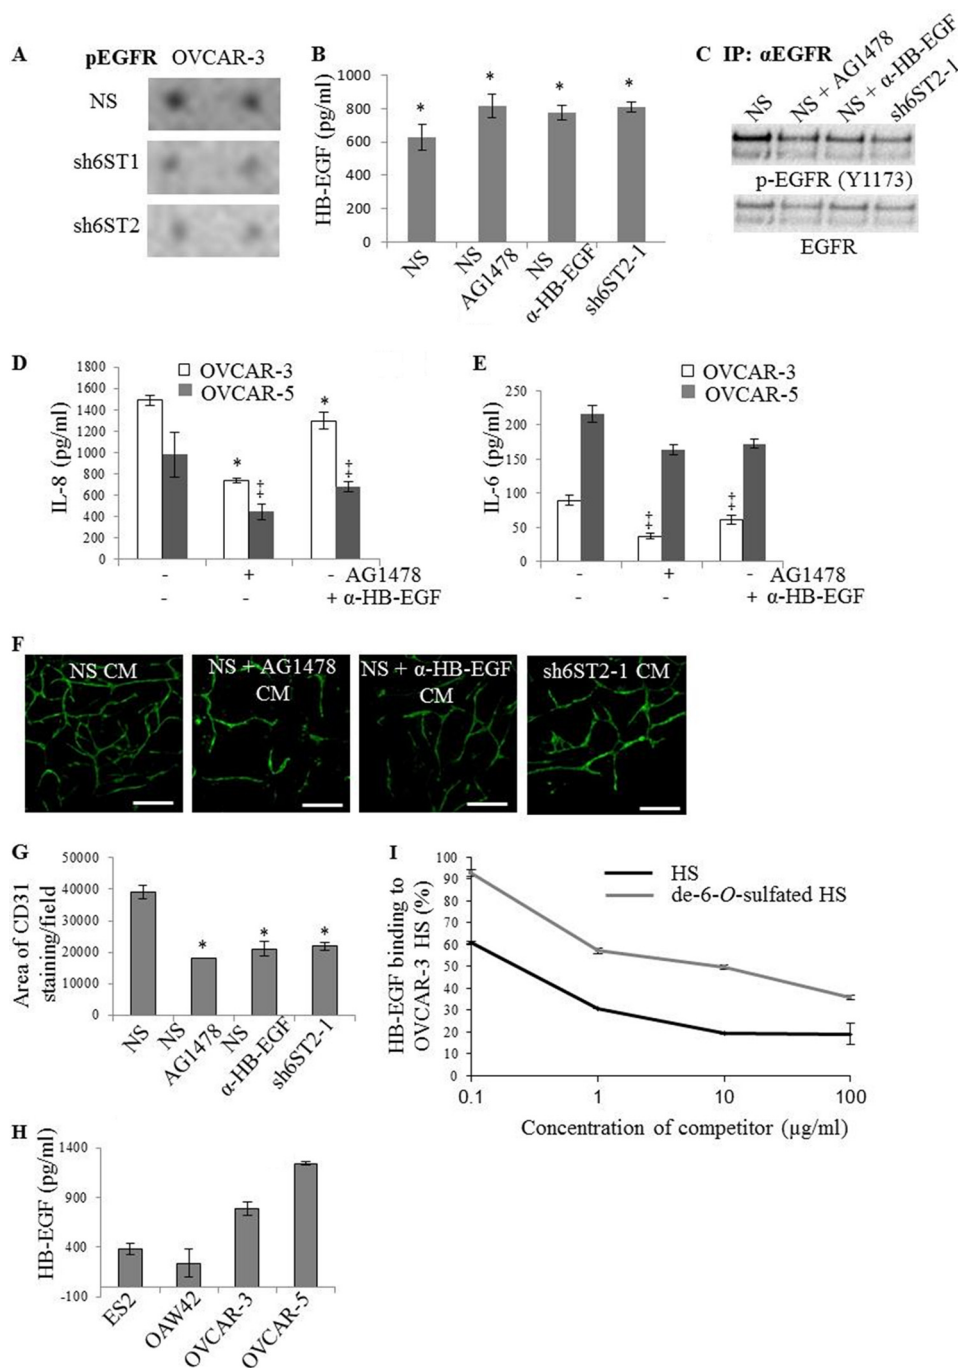 A
pEGFR OVCAR-3
NS
sh6ST1
sh6ST2
B
HB-EGF (pg/ml)
1000
800
600
400
200
0
* * * *
NS
NS AG1478
NS α-HB-EGF
sh6ST2-1
C IP: αEGFR
NS
NS + AG1478
NS + α-HB-EGF
sh6ST2-1
p-EGFR (Y1173)
EGFR
D
OVCAR-3
OVCAR-5
IL-8 (pg/ml)
1800
1600
1400
1200
1000
800
600
400
200
0
* ‡ * ‡
- + - AG1478
- - + α-HB-EGF
E
OVCAR-3
OVCAR-5
IL-6 (pg/ml)
250
200
150
100
50
0
‡ ‡
- + - AG1478
- - + α-HB-EGF
F
NS CM
NS + AG1478
CM
NS + α-HB-EGF
CM
sh6ST2-1 CM
G
Area of CD31
staining/field
50000
40000
30000
20000
10000
0
* * *
NS
NS AG1478
NS α-HB-EGF
sh6ST2-1
H
HB-EGF (pg/ml)
1400
900
400
-100
ES2
OAW42
OVCAR-3
OVCAR-5
I
HS
de-6-O-sulfated HS
HB-EGF binding to
OVCAR-3 HS (%)
100
90
80
70
60
50
40
30
20
10
0
0.1 1 10 100
Concentration of competitor (µg/ml)